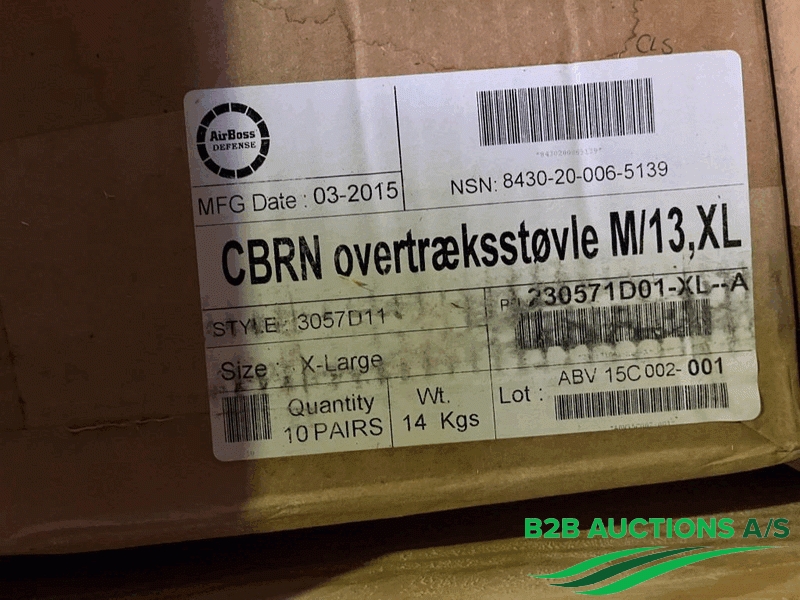 CLS
AirBoss
DEFENSE
MFG Date : 03-2015
NSN: 8430-20-006-5139
CBRN overtræksstøvle M/13,XL
STYLE : 3057D11
230571D01-XL--A
Size : X-Large
Quantity
10 PAIRS
Wt.
14 Kgs
Lot : ABV 15C 002-001
B2B AUCTIONS A/S